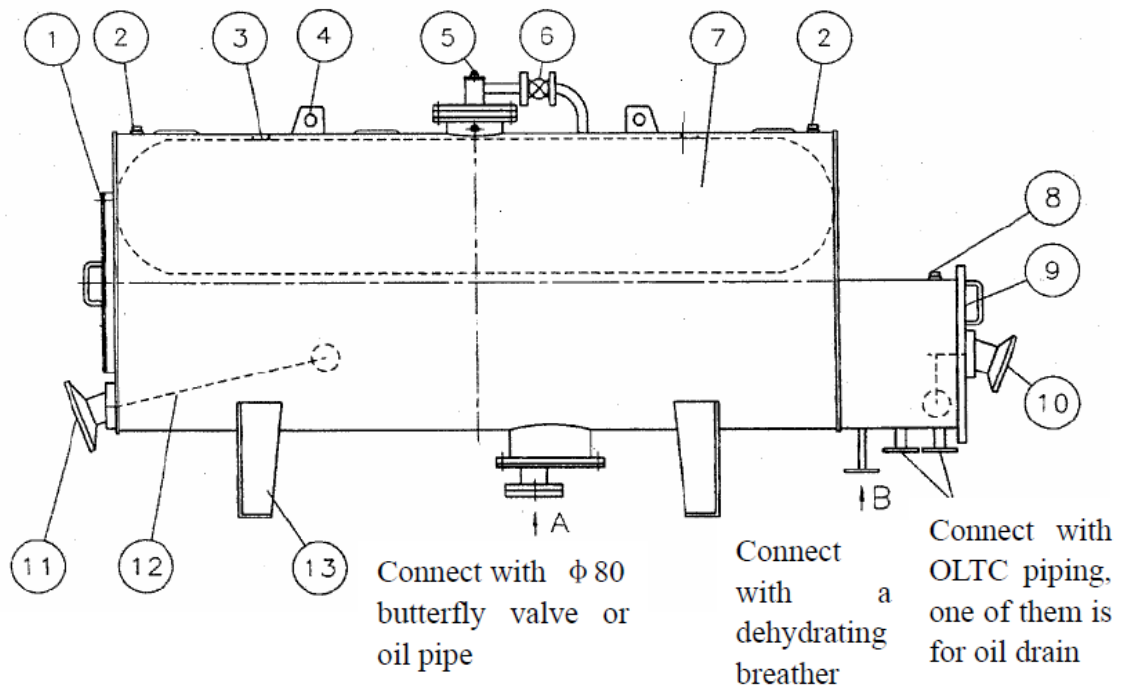 1
2
3
4
5
6
7
2
8
9
10
11
12
13
A
B
Connect with φ80
butterfly valve or
oil pipe
Connect
with a
dehydrating
breather
Connect with
OLTC piping,
one of them is
for oil drain